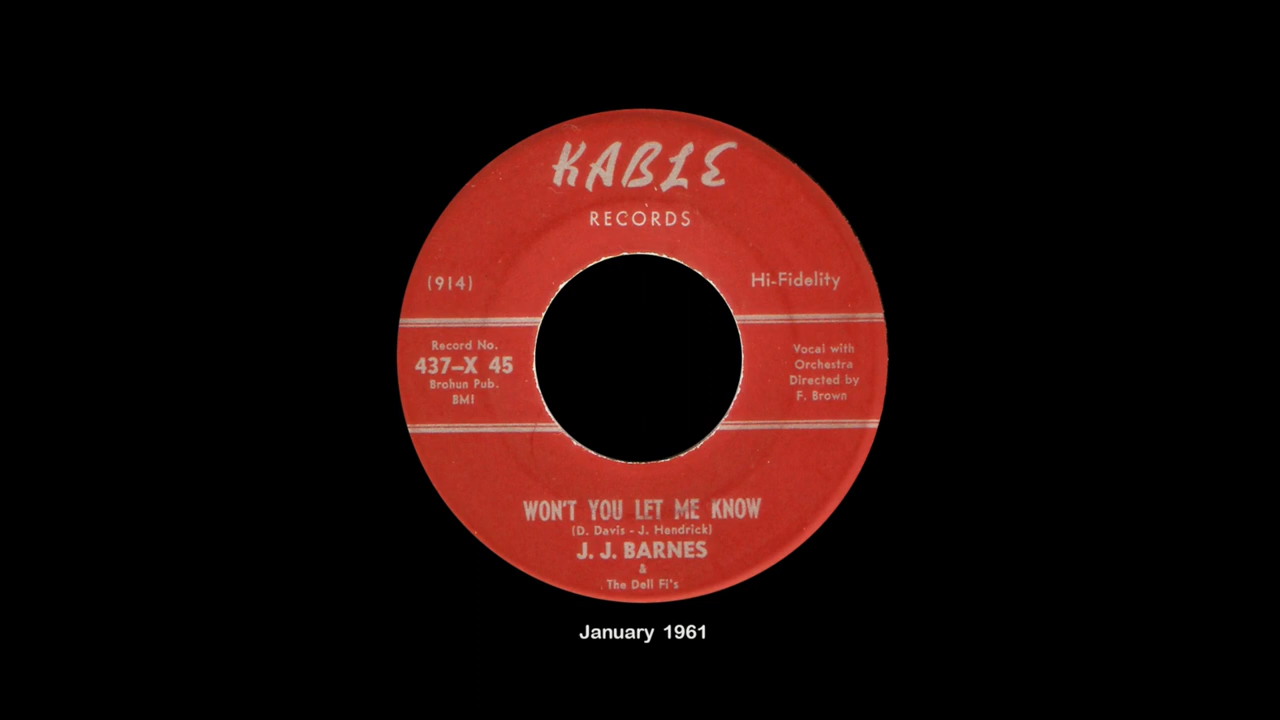 KABLE
RECORDS
(914)
Hi-Fidelity
Record No.
437-X 45
Brohun Pub.
BMI
Vocal with
Orchestra
Directed by
F. Brown
WON'T YOU LET ME KNOW
(D. Davis - J. Hendrick)
J. J. BARNES
&
The Dell Fi's
January 1961